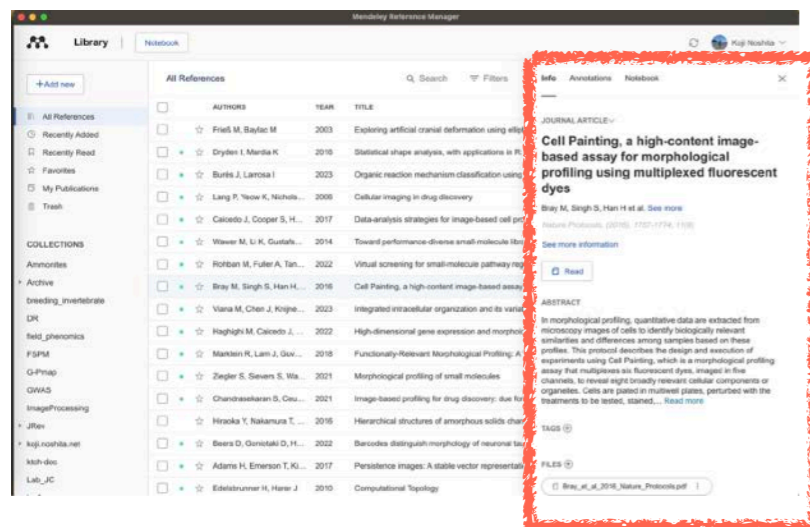 Mendeley Reference Manager
Library
Notebook
Koji Noshita
+Add new
All References
Search
Filters
All References
Recently Added
Recently Read
Favorites
My Publications
Trash
COLLECTIONS
Ammonites
Archive
breeding_invertebrate
DR
field_phenomics
FSPM
G-Pmap
GWAS
ImageProcessing
JRev
koji.noshita.net
Lab_JC
AUTHORS YEAR TITLE
Frieß M, Baylac M 2003 Exploring artificial cranial deformation using
Dryden I, Mardia K 2016 Statistical shape analysis, with applications in R.
Burés J, Larrosa I 2023 Organic reaction mechanism classification using
Lang P, Yeow K, Nichols... 2006 Cellular imaging in drug discovery
Caicedo J, Cooper S, H... 2017 Data-analysis strategies for image-based cell
Wawer M, Li K, Gustafs... 2014 Toward performance-diverse small-molecule
Rohban M, Fuller A, Tan... 2022 Virtual screening for small-molecule pathway
Bray M, Singh S, Han H,... 2016 Cell Painting, a high-content image-based assay
Viana M, Chen J, Knijne... 2023 Integrated intracellular organization and its
Haghighi M, Caicedo J, ... 2022 High-dimensional gene expression and
Marklein R, Lam J, Guv... 2018 Functionally-Relevant Morphological Profiling: A
Ziegler S, Sievers S, Wa... 2021 Morphological profiling of small molecules
Chandrasekaran S, Ceu... 2021 Image-based profiling for drug discovery: due
Hiraoka Y, Nakamura T, ... 2016 Hierarchical structures of amorphous solids
Beers D, Goniotaki D, H... 2022 Barcodes distinguish morphology of neuronal
Adams H, Emerson T, Ki... 2017 Persistence images: A stable vector
Edelsbrunner H, Harer J 2010 Computational Topology
Info Annotations Notebook
JOURNAL ARTICLE
Cell Painting, a high-content image-
based assay for morphological
profiling using multiplexed fluorescent
dyes
Bray M, Singh S, Han H et al. See more
Nature Protocols, (2016), 1757-1774, 11(9)
See more information
Read
ABSTRACT
In morphological profiling, quantitative data are extracted from
microscopy images of cells to identify biologically relevant
similarities and differences among samples based on these
profiles. This protocol describes the design and execution of
experiments using Cell Painting, which is a morphological profiling
assay that multiplexes six fluorescent dyes, imaged in five
channels, to reveal eight broadly relevant cellular components or
organelles. Cells are plated in multiwell plates, perturbed with the
treatments to be tested, stained,... Read more
TAGS
FILES
Bray_et_al_2016_Nature_Protocols.pdf